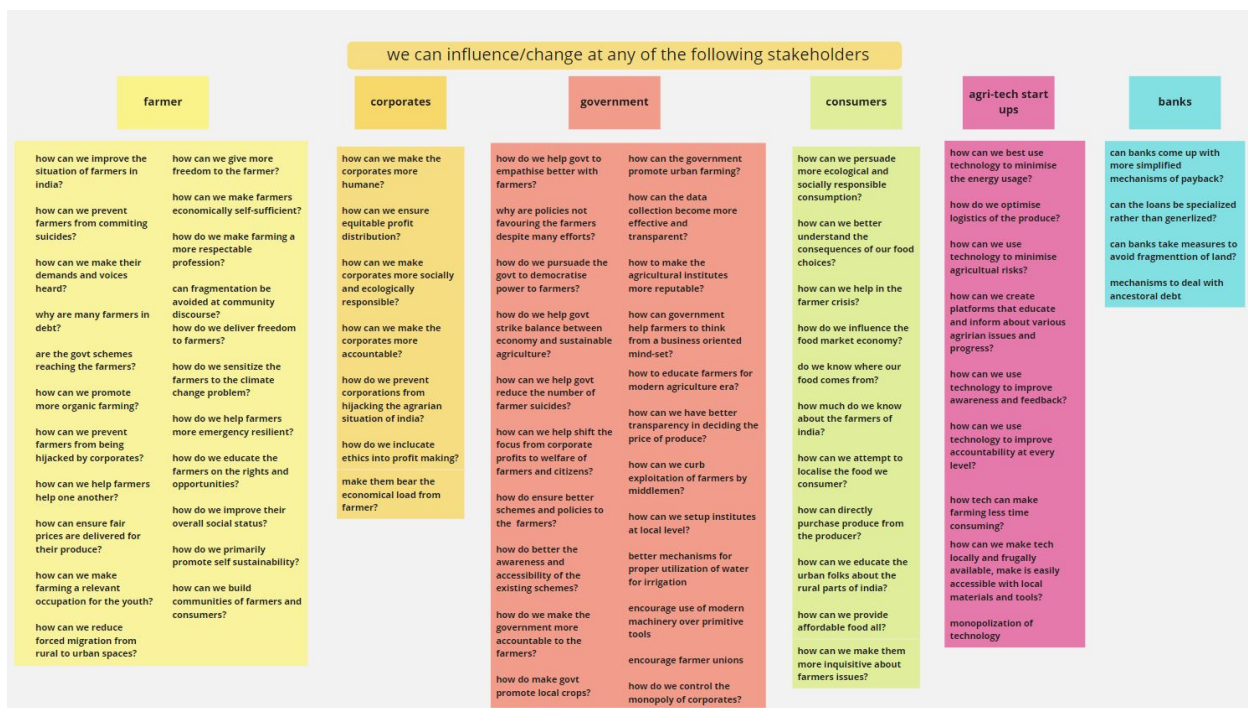 we can influence/change at any of the following stakeholders
farmer
how can we improve the
situation of farmers in
india?
how can we prevent
farmers from commiting
suicides?
how can we make their
demands and voices
heard?
why are many farmers in
debt?
are the govt schemes
reaching the farmers?
how can we promote
more organic farming?
how can we prevent
farmers from being
hijacked by corporates?
how can we help farmers
help one another?
how can ensure fair
prices are delivered for
their produce?
how can we make
farming a relevant
occupation for the youth?
how can we reduce
forced migration from
rural to urban spaces?
how can we give more
freedom to the farmer?
how can we make farmers
economically self-sufficient?
how do we make farming a
more respectable
profession?
can fragmentation be
avoided at community
discourse?
how do we deliver freedom
to farmers?
how do we sensitize the
farmers to the climate
change problem?
how do we help farmers
more emergency resilient?
how do we educate the
farmers on the rights and
opportunities?
how do we improve their
overall social status?
how do we primarily
promote self sustainability?
how can we build
communities of farmers and
consumers?
corporates
how can we make the
corporates more
humane?
how can we ensure
equitable profit
distribution?
how can we make
corporates more socially
and ecologically
responsible?
how can we make the
corporates more
accountable?
how do we prevent
corporations from
hijacking the agrarian
situation of india?
how do we inclucate
ethics into profit making?
make them bear the
economical load from
farmer?
government
how do we help govt to
empathise better with
farmers?
why are policies not
favouring the farmers
despite many efforts?
how do we pursuade the
govt to democratise
power to farmers?
how do we help govt
strike balance between
economy and sustainable
agriculture?
how can we help govt
reduce the number of
farmer suicides?
how can we help shift the
focus from corporate
profits to welfare of
farmers and citizens?
how do ensure better
schemes and policies to
the farmers?
how do better the
awareness and
accessibility of the
existing schemes?
how do we make the
government more
accountable to the
farmers?
how do make govt
promote local crops?
how can the government
promote urban farming?
how can the data
collection become more
effective and
transparent?
how to make the
agricultural institutes
more reputable?
how can government
help farmers to think
from a business oriented
mind-set?
how to educate farmers for
modern agriculture era?
how can we have better
transparency in deciding the
price of produce?
how can we curb
exploitation of farmers by
middlemen?
how can we setup institutes
at local level?
better mechanisms for
proper utilization of water
for irrigation
encourage use of modern
machinery over primitive
tools
encourage farmer unions
how do we control the
monopoly of corporates?
consumers
how can we persuade
more ecological and
socially responsible
consumption?
how can we better
understand the
consequences of our food
choices?
how can we help in the
farmer crisis?
how do we influence the
food market economy?
do we know where our
food comes from?
how much do we know
about the farmers of
india?
how can we attempt to
localise the food we
consumer?
how can directly
purchase produce from
the producer?
how can we educate the
urban folks about the
rural parts of india?
how can we provide
affordable food all?
how can we make them
more inquisitive about
farmers issues?
agri-tech start
ups
how can we best use
technology to minimise
the energy usage?
how do we optimise
logistics of the produce?
how can we use
technology to minimise
agricultual risks?
how can we create
platforms that educate
and inform about various
agririan issues and
progress?
how can we use
technology to improve
awareness and feedback?
how can we use
technology to improve
accountability at every
level?
how tech can make
farming less time
consuming?
how can we make tech
locally and frugally
available, make is easily
accessible with local
materials and tools?
monopolization of
technology
banks
can banks come up with
more simplified
mechanisms of payback?
can the loans be specialized
rather than generlized?
can banks take measures to
avoid fragmenttion of land?
mechanisms to deal with
ancestoral debt